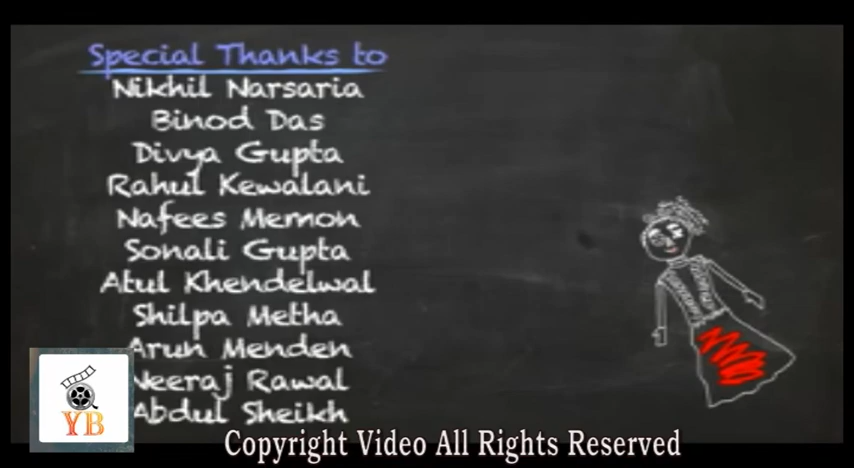 Special Thanks to
Nikhil Narsaria
Binod Das
Divya Gupta
Rahul Kewalani
Nafees Memon
Sonali Gupta
Atul Khendelwal
Shilpa Metha
Arun Menden
Neeraj Rawal
Abdul Sheikh
YB
Copyright Video All Rights Reserved